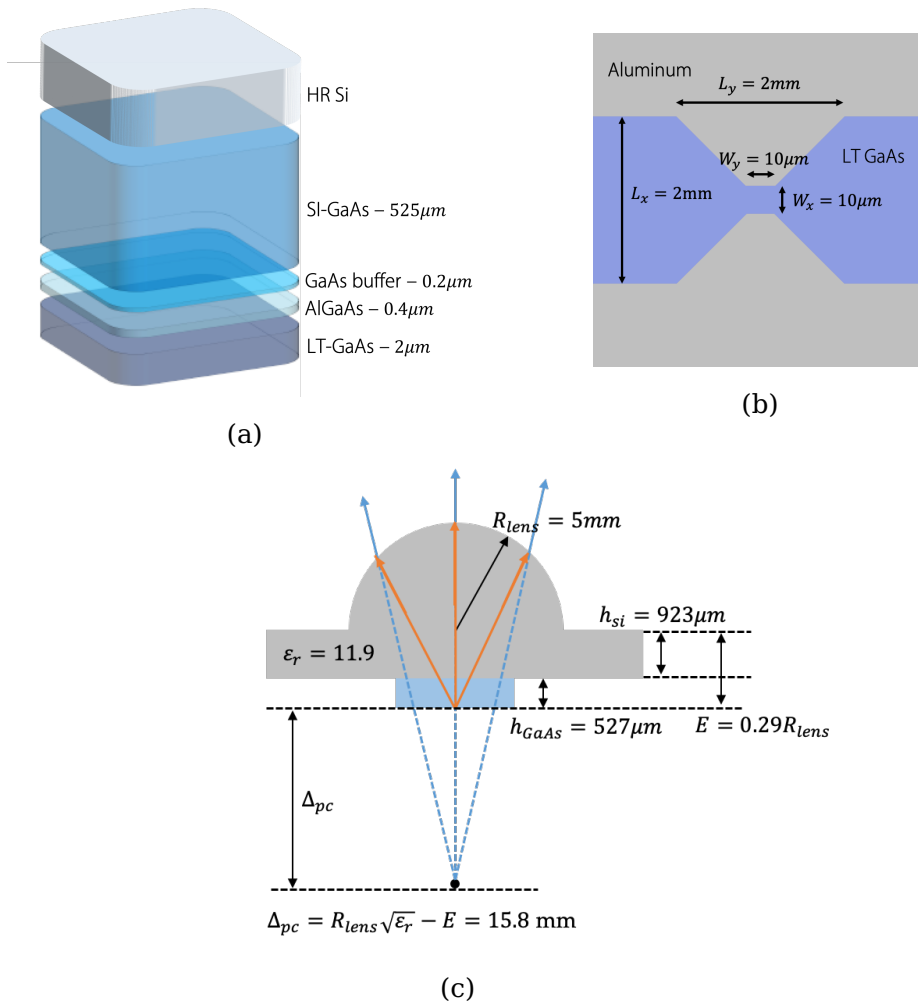 HR Si
SI-GaAs – 525μm
GaAs buffer – 0.2μm
AlGaAs – 0.4μm
LT-GaAs – 2μm
(a)
Aluminum
L_y = 2mm
W_y = 10μm
LT GaAs
L_x = 2mm
W_x = 10μm
(b)
R_lens = 5mm
h_si = 923μm
ε_r = 11.9
h_GaAs = 527μm
E = 0.29R_lens
Δ_pc
Δ_pc = R_lens√ε_r − E = 15.8 mm
(c)